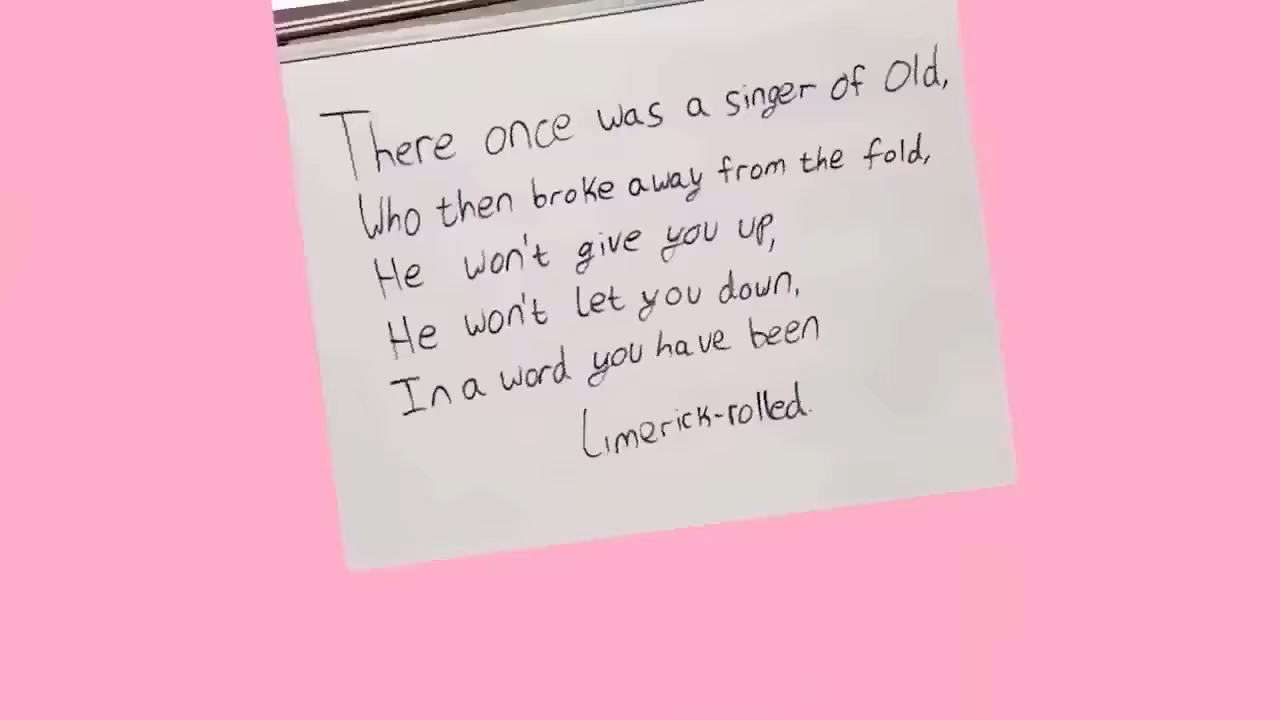 There once was a singer of Old,
Who then broke away from the fold,
He won't give you up,
He won't let you down,
In a word you have been
Limerick-rolled.